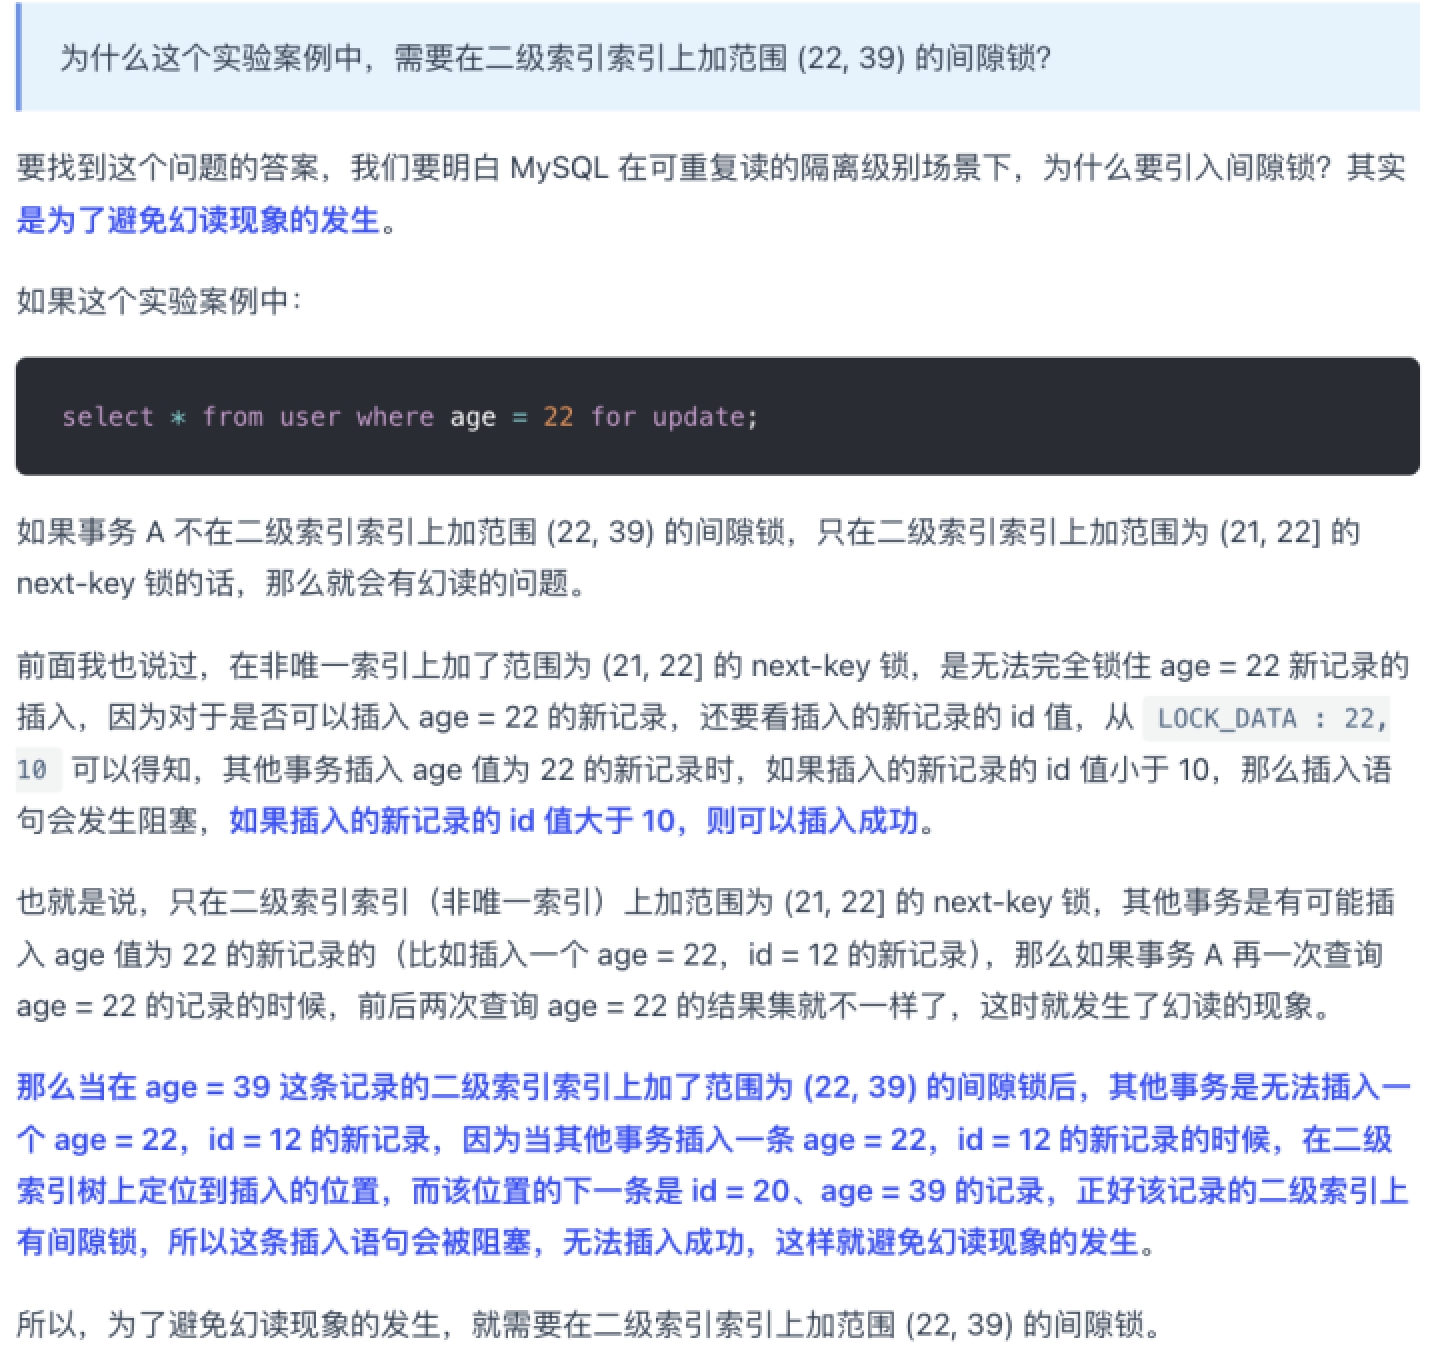 为什么这个实验案例中，需要在二级索引索引上加范围 (22, 39) 的间隙锁？
要找到这个问题的答案，我们要明白 MySQL 在可重复读的隔离级别场景下，为什么要引入间隙锁？其实
是为了避免幻读现象的发生。
如果这个实验案例中：
select * from user where age = 22 for update;
如果事务 A 不在二级索引索引上加范围 (22, 39) 的间隙锁，只在二级索引索引上加范围为 (21, 22] 的
next-key 锁的话，那么就会有幻读的问题。
前面我也说过，在非唯一索引上加了范围为 (21, 22] 的 next-key 锁，是无法完全锁住 age = 22 新记录的
插入，因为对于是否可以插入 age = 22 的新记录，还要看插入的新记录的 id 值，从 LOCK_DATA : 22,
10 可以得知，其他事务插入 age 值为 22 的新记录时，如果插入的新记录的 id 值小于 10，那么插入语
句会发生阻塞，如果插入的新记录的 id 值大于 10，则可以插入成功。
也就是说，只在二级索引索引（非唯一索引）上加范围为 (21, 22] 的 next-key 锁，其他事务是有可能插
入 age 值为 22 的新记录的（比如插入一个 age = 22，id = 12 的新记录），那么如果事务 A 再一次查询
age = 22 的记录的时候，前后两次查询 age = 22 的结果集就不一样了，这时就发生了幻读的现象。
那么当在 age = 39 这条记录的二级索引索引上加了范围为 (22, 39) 的间隙锁后，其他事务是无法插入一
个 age = 22，id = 12 的新记录，因为当其他事务插入一条 age = 22，id = 12 的新记录的时候，在二级
索引树上定位到插入的位置，而该位置的下一条是 id = 20、age = 39 的记录，正好该记录的二级索引上
有间隙锁，所以这条插入语句会被阻塞，无法插入成功，这样就避免幻读现象的发生。
所以，为了避免幻读现象的发生，就需要在二级索引索引上加范围 (22, 39) 的间隙锁。